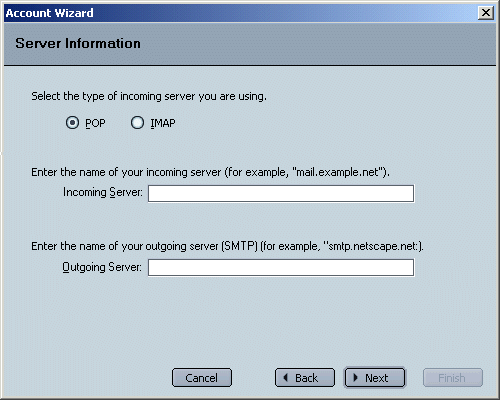 Account Wizard
Server Information
Select the type of incoming server you are using.
POP IMAP
Enter the name of your incoming server (for example, "mail.example.net").
Incoming Server:
Enter the name of your outgoing server (SMTP) (for example, "smtp.netscape.net:).
Outgoing Server:
Cancel Back Next Finish